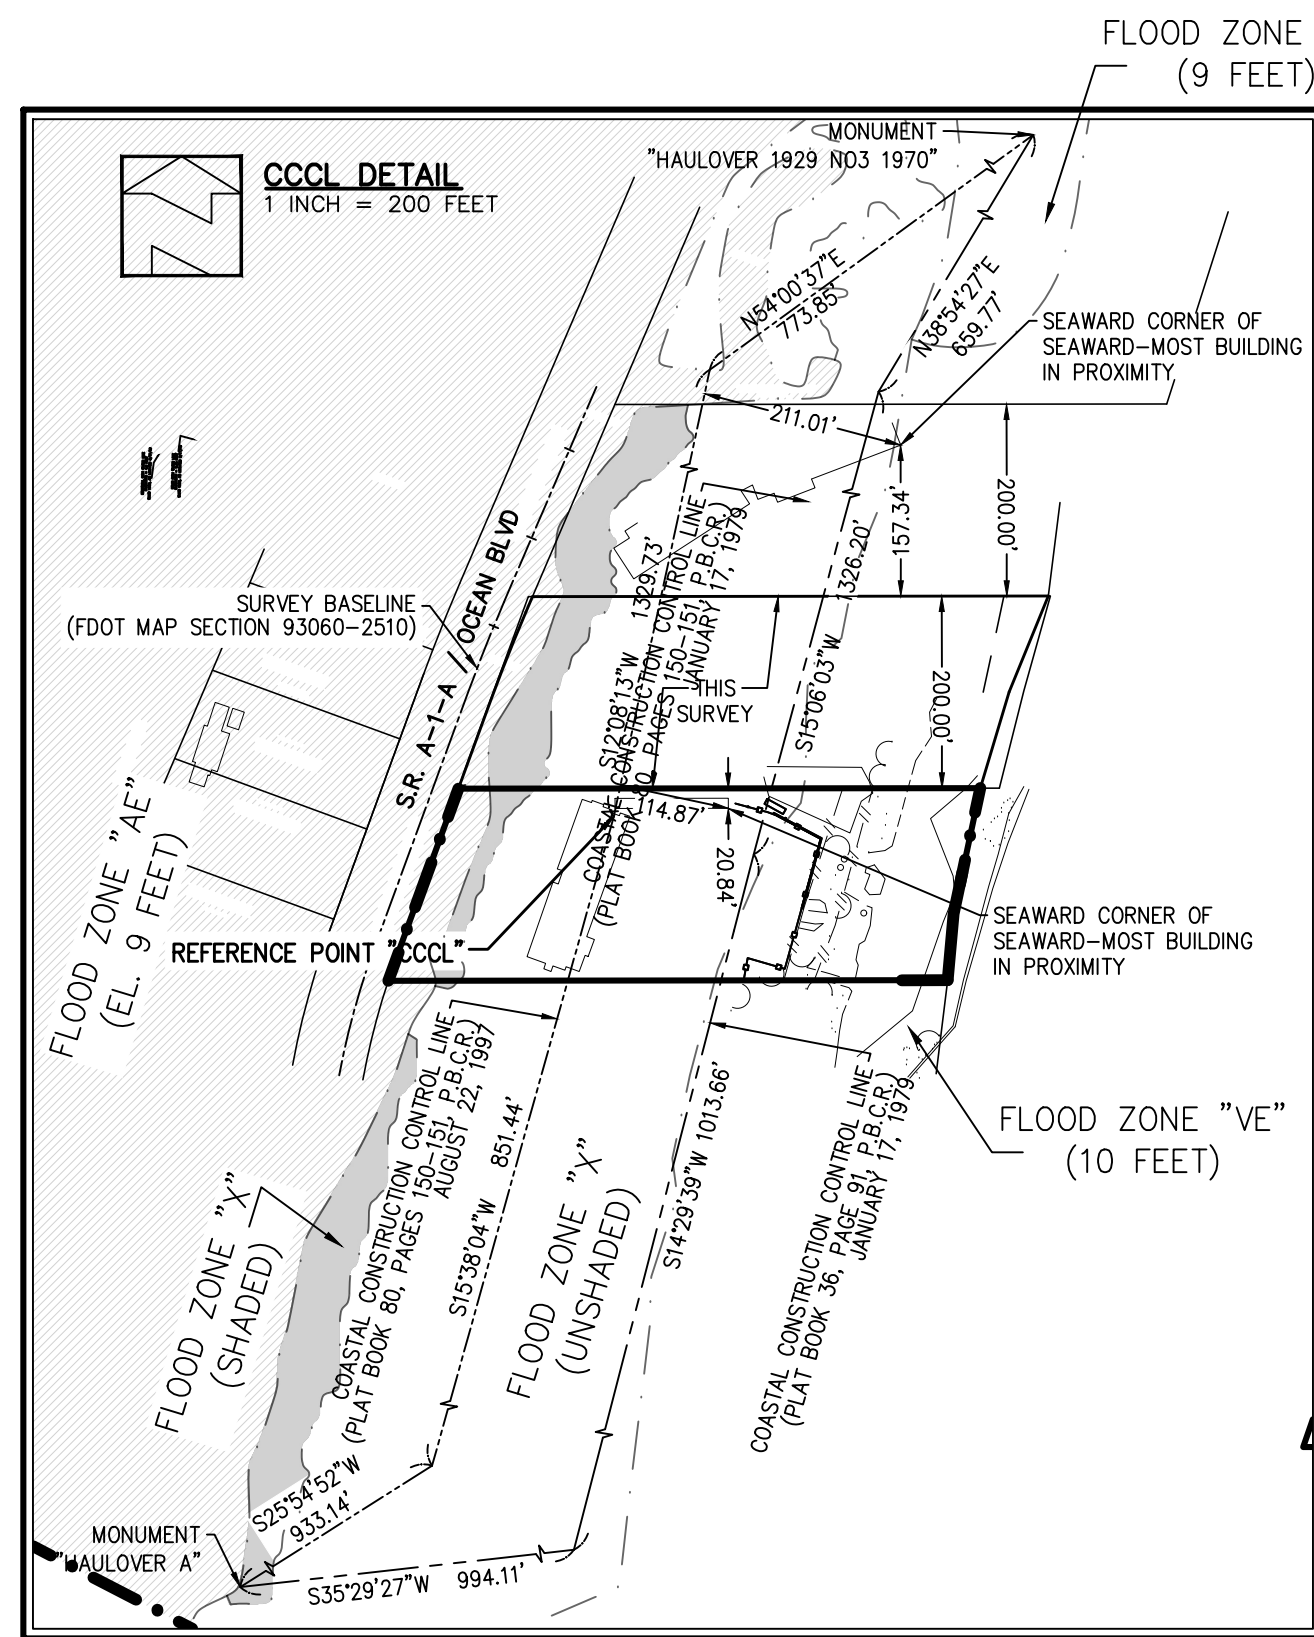 FLOOD ZONE
(9 FEET)
CCCL DETAIL
1 INCH = 200 FEET
MONUMENT
"HAULOVER 1929 NO3 1970"
N54°00'37"E
773.85'
N38°54'27"E
659.77'
SEAWARD CORNER OF
SEAWARD-MOST BUILDING
IN PROXIMITY
211.01'
157.34'
200.00'
S.R. A-1-A // OCEAN BLVD
SURVEY BASELINE
(FDOT MAP SECTION 93060-2510)
S12°08'13"W 1329.73'
COASTAL CONSTRUCTION CONTROL LINE
(PLAT BOOK 80, PAGES 150-151, P.B.C.R.)
JANUARY 17, 1979
S15°06'03"W 1326.20'
THIS
SURVEY
200.00'
114.87'
20.84'
FLOOD ZONE "AE"
(EL. 9 FEET)
REFERENCE POINT "CCCL"
SEAWARD CORNER OF
SEAWARD-MOST BUILDING
IN PROXIMITY
FLOOD ZONE "VE"
(10 FEET)
COASTAL CONSTRUCTION CONTROL LINE
(PLAT BOOK 80, PAGES 150-151, P.B.C.R.)
AUGUST 22, 1997
S15°38'04"W 851.44'
FLOOD ZONE "X"
(UNSHADED)
S14°29'39"W 1013.66'
COASTAL CONSTRUCTION CONTROL LINE
(PLAT BOOK 36, PAGE 91, P.B.C.R.)
JANUARY 17, 1979
FLOOD ZONE "X"
(SHADED)
S25°54'52"W
933.14'
MONUMENT
"HAULOVER A"
S35°29'27"W 994.11'